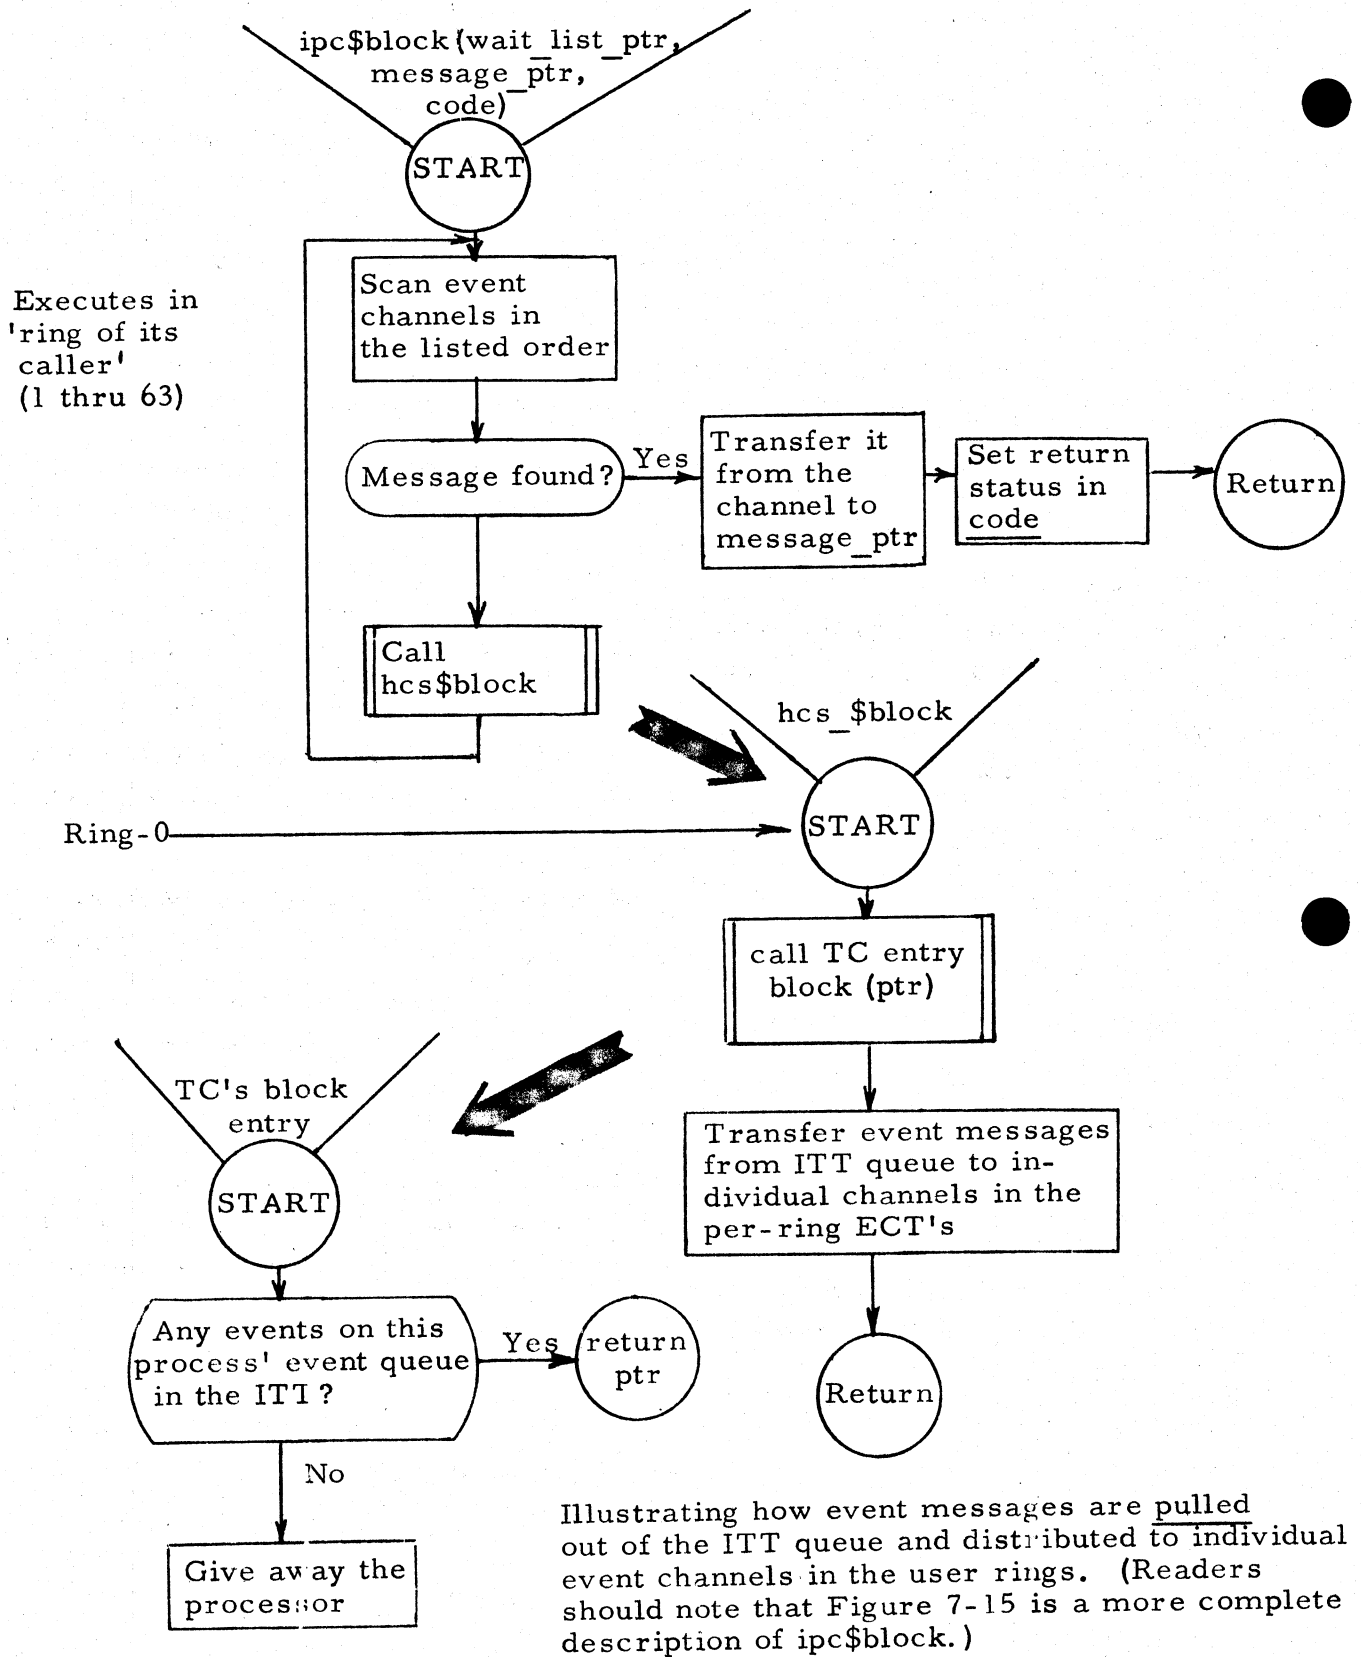 ipc$block(wait_list_ptr,
message_ptr,
code)
START
Executes in
'ring of its
caller'
(1 thru 63)
Scan event
channels in
the listed order
Message found?
Yes
Transfer it
from the
channel to
message_ptr
Set return
status in
code
Return
Call
hcs$block
hcs_$block
Ring-0
START
call TC entry
block (ptr)
Transfer event messages
from ITT queue to in-
dividual channels in the
per-ring ECT's
Return
TC's block
entry
START
Any events on this
process' event queue
in the ITT?
Yes
return
ptr
No
Give away the
processor
Illustrating how event messages are pulled
out of the ITT queue and distributed to individual
event channels in the user rings. (Readers
should note that Figure 7-15 is a more complete
description of ipc$block.)